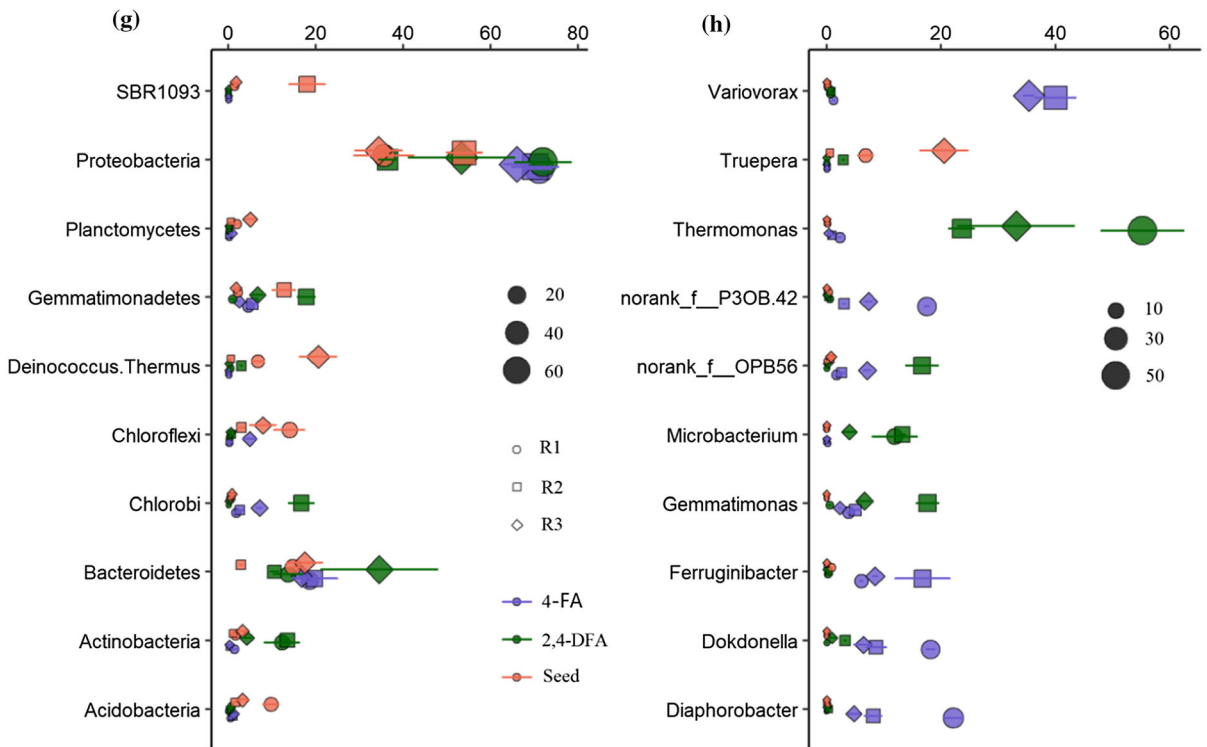 (g)
0 20 40 60 80
SBR1093
Proteobacteria
Planctomycetes
Gemmatimonadetes
Deinococcus.Thermus
Chloroflexi
Chlorobi
Bacteroidetes
Actinobacteria
Acidobacteria
20
40
60
R1
R2
R3
4-FA
2,4-DFA
Seed
(h)
0 20 40 60
Variovorax
Truepera
Thermomonas
norank_f__P3OB.42
norank_f__OPB56
Microbacterium
Gemmatimonas
Ferruginibacter
Dokdonella
Diaphorobacter
10
30
50